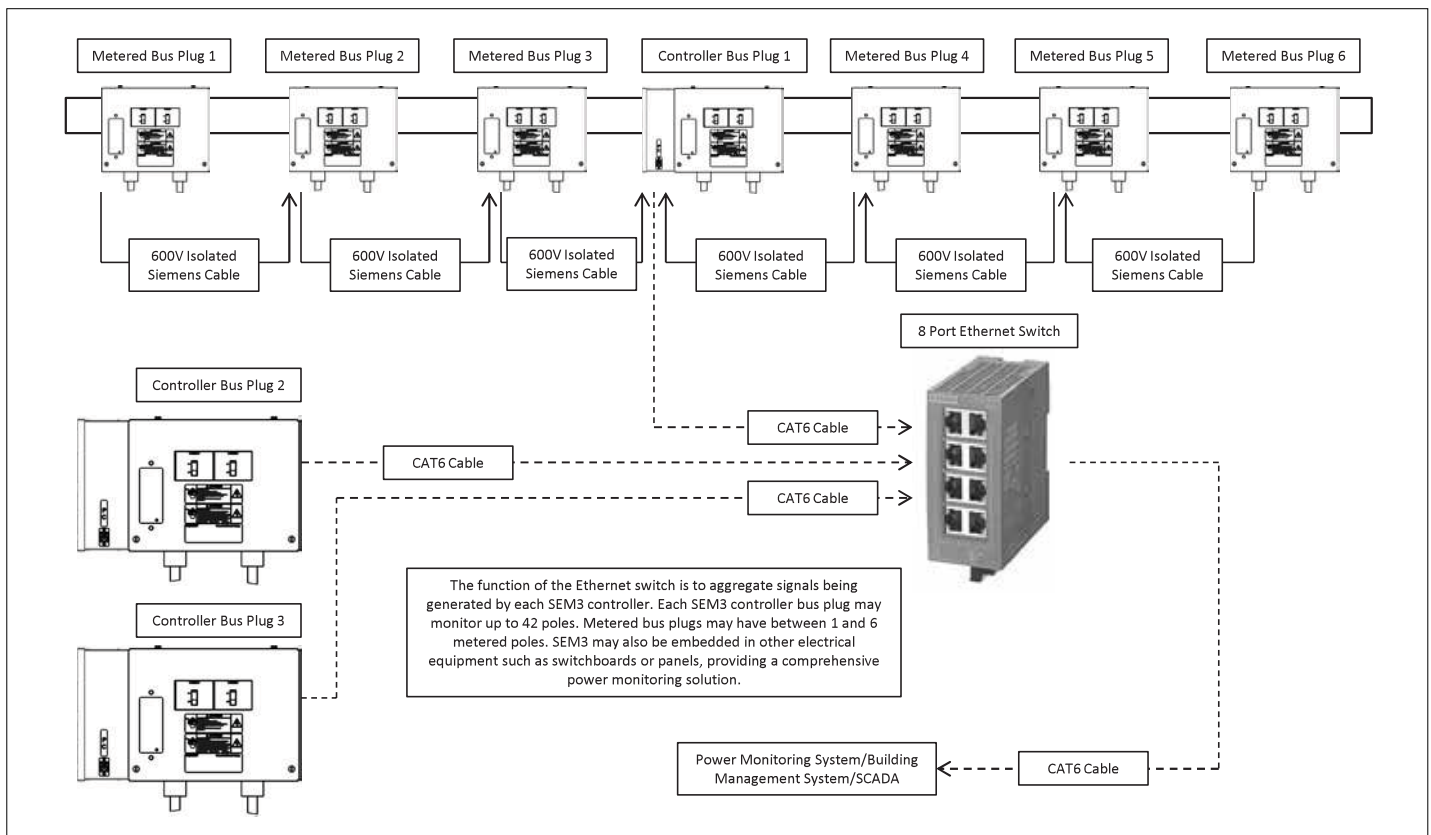 Metered Bus Plug 1
Metered Bus Plug 2
Metered Bus Plug 3
Controller Bus Plug 1
Metered Bus Plug 4
Metered Bus Plug 5
Metered Bus Plug 6
600V Isolated
Siemens Cable
600V Isolated
Siemens Cable
600V Isolated
Siemens Cable
600V Isolated
Siemens Cable
600V Isolated
Siemens Cable
600V Isolated
Siemens Cable
8 Port Ethernet Switch
Controller Bus Plug 2
CAT6 Cable
CAT6 Cable
CAT6 Cable
Controller Bus Plug 3
The function of the Ethernet switch is to aggregate signals being
generated by each SEM3 controller. Each SEM3 controller bus plug may
monitor up to 42 poles. Metered bus plugs may have between 1 and 6
metered poles. SEM3 may also be embedded in other electrical
equipment such as switchboards or panels, providing a comprehensive
power monitoring solution.
Power Monitoring System/Building
Management System/SCADA
CAT6 Cable